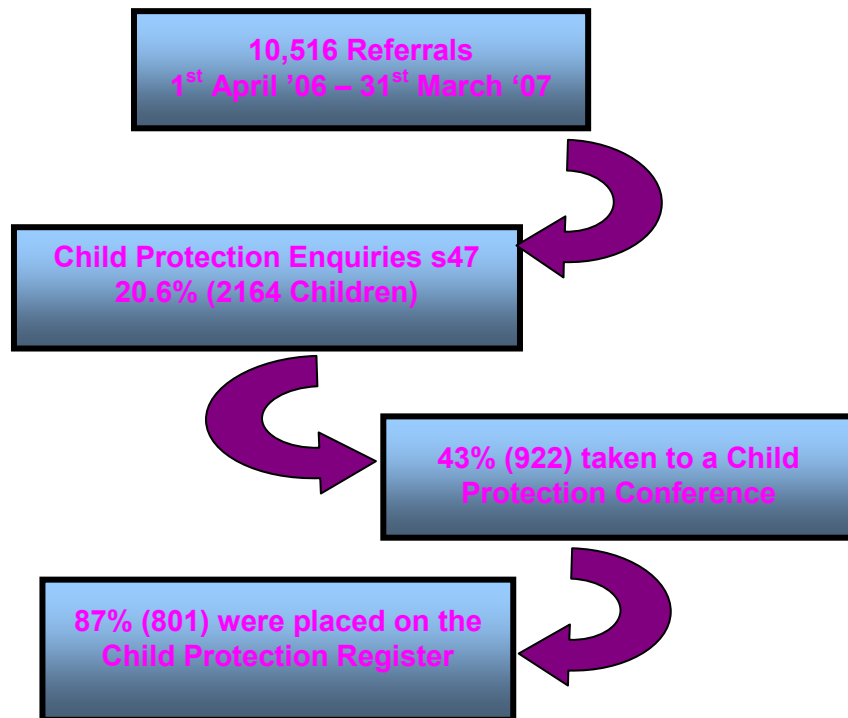 10,516 Referrals
1st April '06 – 31st March ‘07
Child Protection Enquiries s47
20.6% (2164 Children)
43% (922) taken to a Child
Protection Conference
87% (801) were placed on the
Child Protection Register